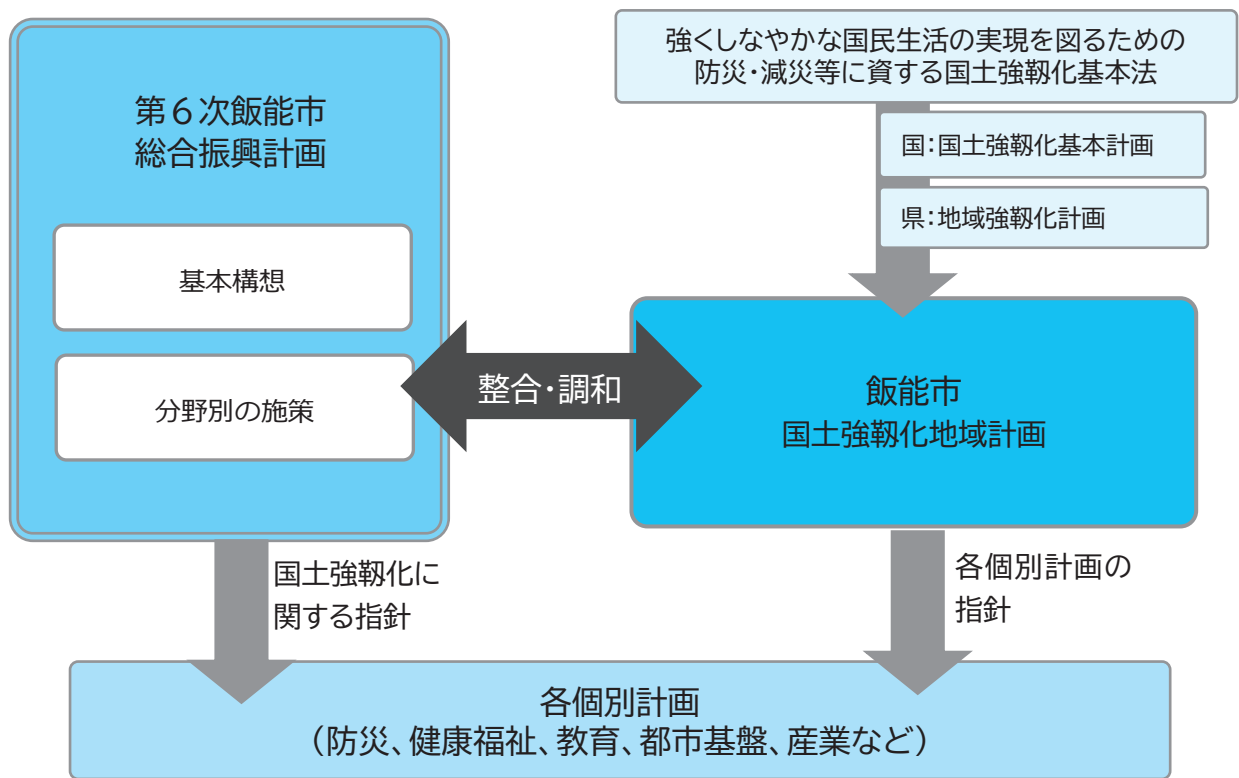 第６次飯能市
総合振興計画
基本構想
分野別の施策
強くしなやかな国民生活の実現を図るための
防災・減災等に資する国土強靱化基本法
国：国土強靱化基本計画
県：地域強靱化計画
整合・調和
飯能市
国土強靱化地域計画
国土強靱化に
関する指針
各個別計画の
指針
各個別計画
（防災、健康福祉、教育、都市基盤、産業など）